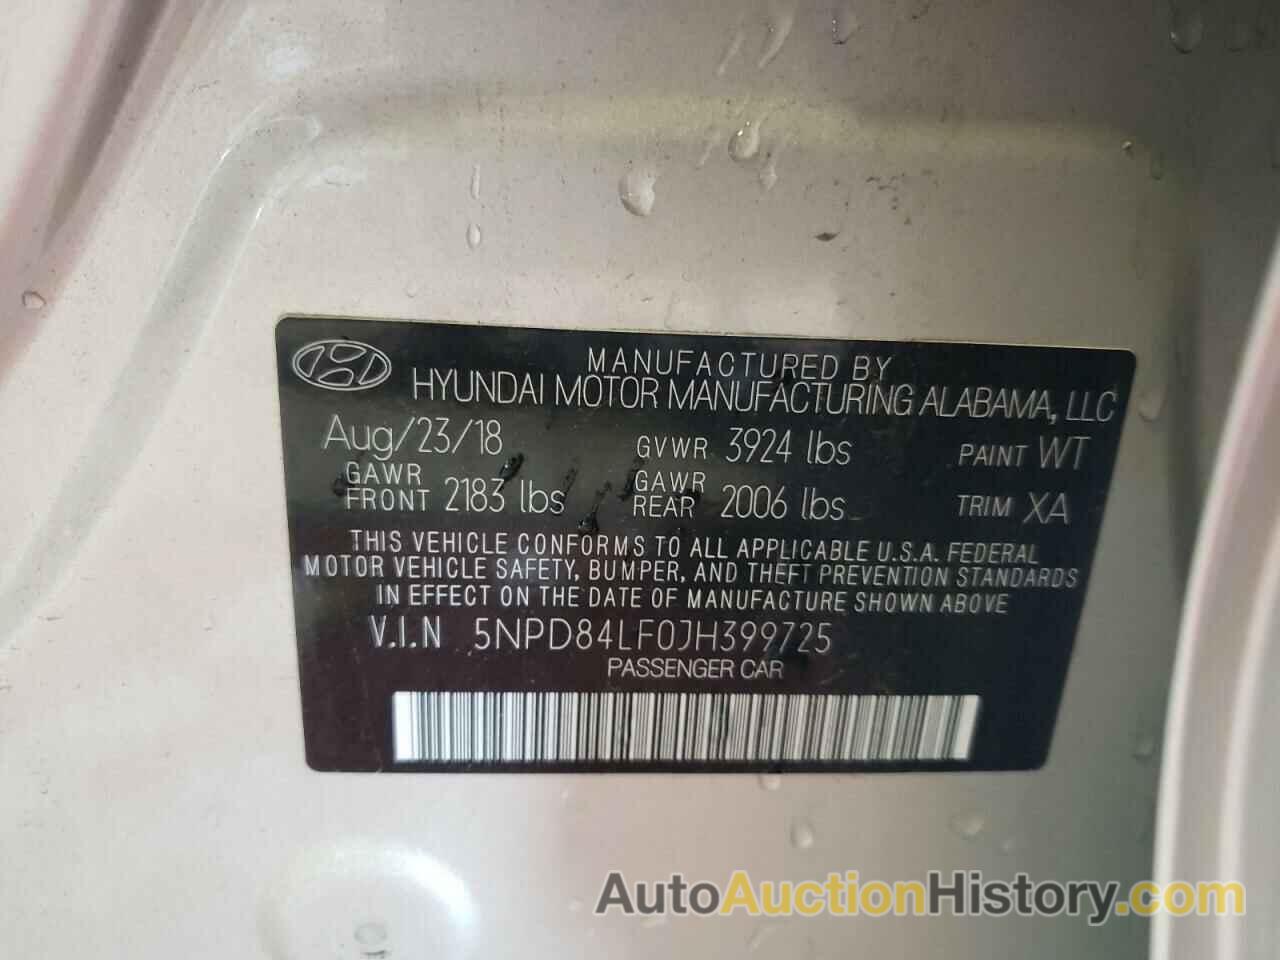 MANUFACTURED BY
HYUNDAI MOTOR MANUFACTURING ALABAMA, LLC
Aug/23/18 GVWR 3924 lbs PAINT WT
GAWR FRONT 2183 lbs GAWR REAR 2006 lbs TRIM XA
THIS VEHICLE CONFORMS TO ALL APPLICABLE U.S.A. FEDERAL
MOTOR VEHICLE SAFETY, BUMPER, AND THEFT PREVENTION STANDARDS
IN EFFECT ON THE DATE OF MANUFACTURE SHOWN ABOVE
V.I.N 5NPD84LF0JH399725
PASSENGER CAR
AutoAuctionHistory.com